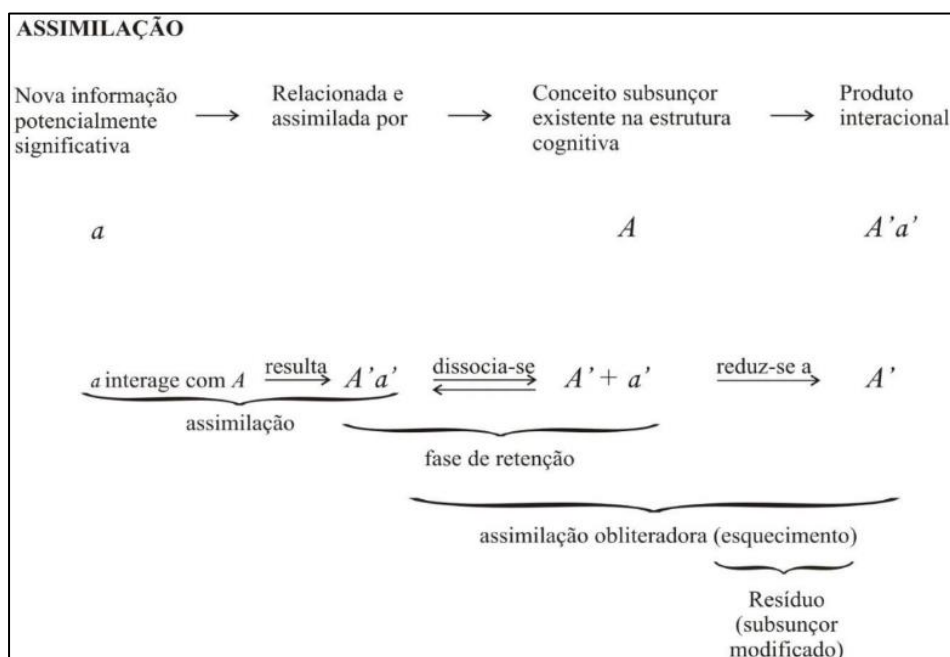 ASSIMILAÇÃO
Nova informação
potencialmente
significativa
Relacionada e
assimilada por
Conceito subsunçor
existente na estrutura
cognitiva
Produto
interacional
a
A
A’a’
a interage com A
resulta
A’a’
dissocia-se
A’ + a’
reduz-se a
A’
assimilação
fase de retenção
assimilação obliteradora (esquecimento)
Resíduo
(subsunçor
modificado)